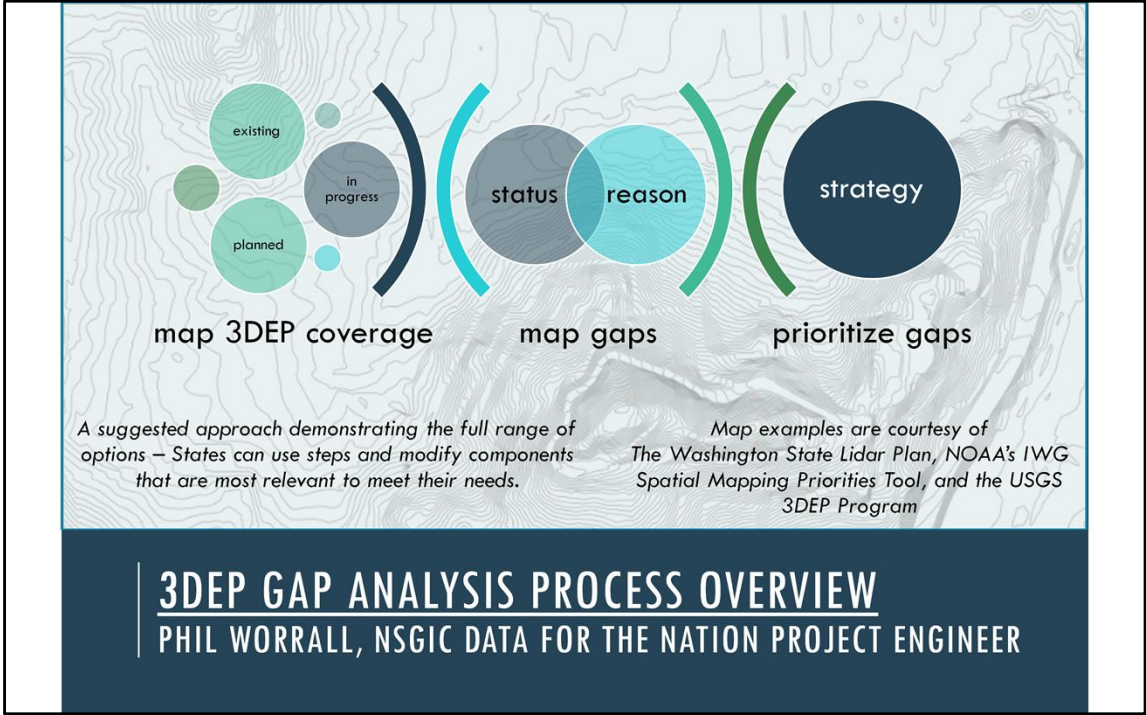 existing
in
progress
planned
status
reason
strategy
map 3DEP coverage
map gaps
prioritize gaps
A suggested approach demonstrating the full range of
options – States can use steps and modify components
that are most relevant to meet their needs.
Map examples are courtesy of
The Washington State Lidar Plan, NOAA's IWG
Spatial Mapping Priorities Tool, and the USGS
3DEP Program
3DEP GAP ANALYSIS PROCESS OVERVIEW
PHIL WORRALL, NSGIC DATA FOR THE NATION PROJECT ENGINEER